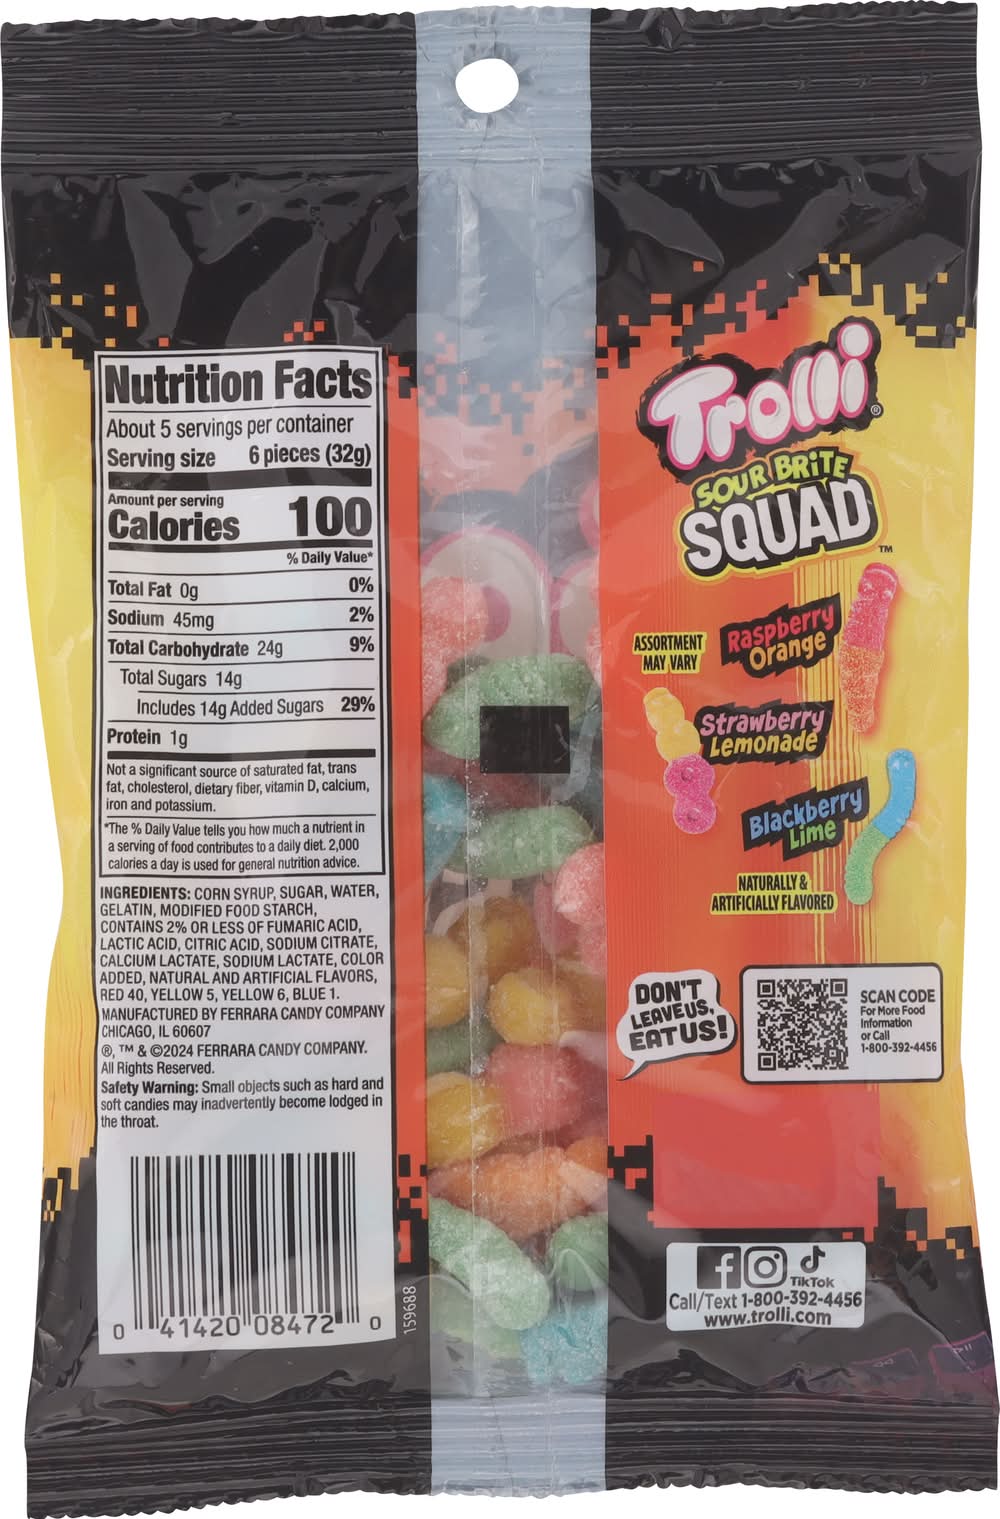 Nutrition Facts
About 5 servings per container
Serving size 6 pieces (32g)
Amount per serving
Calories 100
% Daily Value*
Total Fat 0g 0%
Sodium 45mg 2%
Total Carbohydrate 24g 9%
Total Sugars 14g
Includes 14g Added Sugars 29%
Protein 1g
Not a significant source of saturated fat, trans
fat, cholesterol, dietary fiber, vitamin D, calcium,
iron and potassium.
*The % Daily Value tells you how much a nutrient in
a serving of food contributes to a daily diet. 2,000
calories a day is used for general nutrition advice.
INGREDIENTS: CORN SYRUP, SUGAR, WATER,
GELATIN, MODIFIED FOOD STARCH,
CONTAINS 2% OR LESS OF FUMARIC ACID,
LACTIC ACID, CITRIC ACID, SODIUM CITRATE,
CALCIUM LACTATE, SODIUM LACTATE, COLOR
ADDED, NATURAL AND ARTIFICIAL FLAVORS,
RED 40, YELLOW 5, YELLOW 6, BLUE 1.
MANUFACTURED BY FERRARA CANDY COMPANY
CHICAGO, IL 60607
®, ™ & ©2024 FERRARA CANDY COMPANY.
All Rights Reserved.
Safety Warning: Small objects such as hard and
soft candies may inadvertently become lodged in
the throat.
0 41420 08472 0
159688
Trolli®
SOUR BRiTE
SQUAD™
ASSORTMENT
MAY VARY
Raspberry
Orange
Strawberry
Lemonade
Blackberry
Lime
NATURALLY &
ARTIFICIALLY FLAVORED
DON'T
LEAVE US,
EAT US!
SCAN CODE
For More Food
Information
or Call
1-800-392-4456
TikTok
Call/Text 1-800-392-4456
www.trolli.com